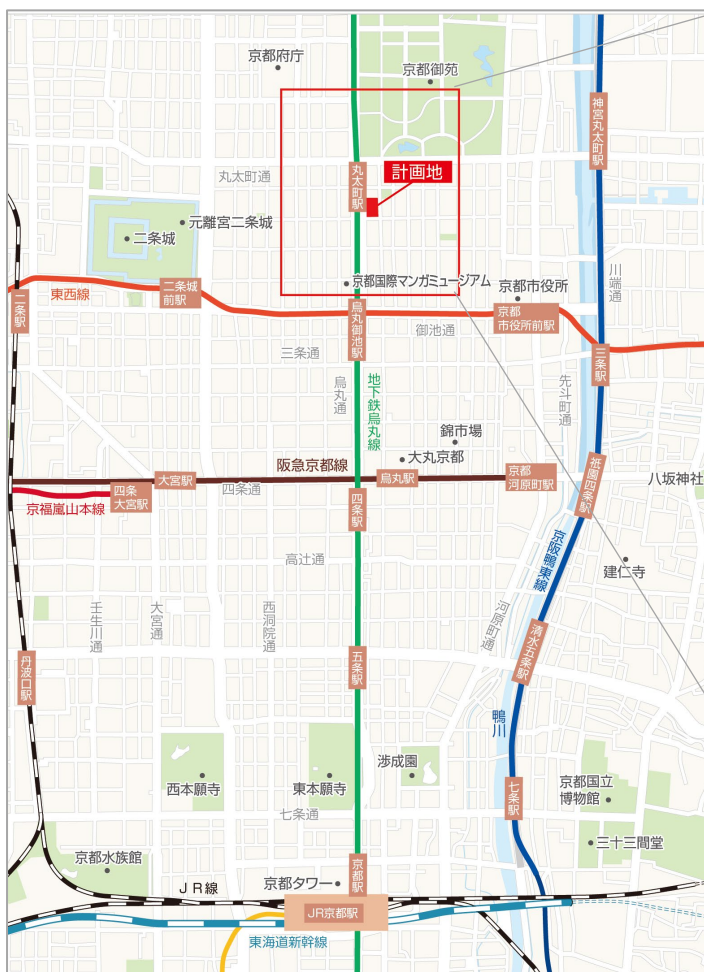 京都府庁
京都御苑
神宮丸太町駅
丸太町通
丸太町駅
計画地
元離宮二条城
二条城
京都国際マンガミュージアム
京都市役所
川端通
東西線
二条城
前駅
二条駅
烏丸御池駅
御池通
京都
市役所前駅
三条通
三条駅
烏丸通
地下鉄烏丸線
先斗町通
錦市場
大丸京都
阪急京都線
大宮駅
四条通
烏丸駅
京都
河原町駅
祇園四条駅
八坂神社
京福嵐山本線
四条
大宮駅
四条駅
京阪鴨東線
高辻通
建仁寺
壬生川通
大宮通
西洞院通
河原町通
丹波口駅
五条駅
清水五条駅
鴨川
西本願寺
東本願寺
渉成園
七条通
七条駅
京都国立
博物館
三十三間堂
京都水族館
京都タワー
京都駅
JR線
JR京都駅
東海道新幹線